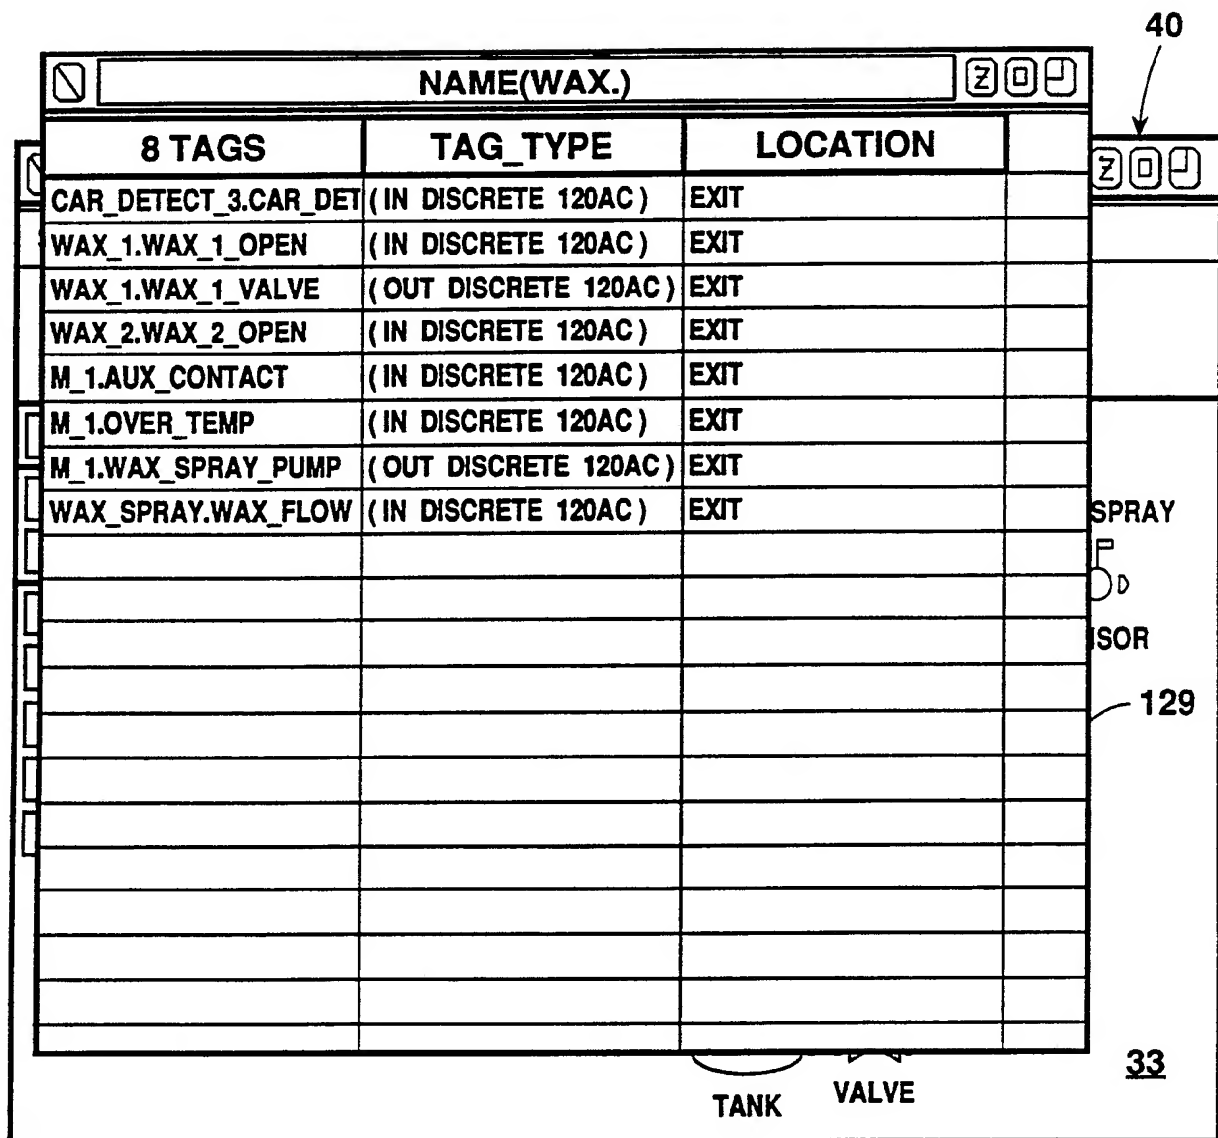 40
NAME(WAX.)
8 TAGS TAG_TYPE LOCATION
CAR_DETECT_3.CAR_DET (IN DISCRETE 120AC) EXIT
WAX_1.WAX_1_OPEN (IN DISCRETE 120AC) EXIT
WAX_1.WAX_1_VALVE (OUT DISCRETE 120AC) EXIT
WAX_2.WAX_2_OPEN (IN DISCRETE 120AC) EXIT
M_1.AUX_CONTACT (IN DISCRETE 120AC) EXIT
M_1.OVER_TEMP (IN DISCRETE 120AC) EXIT
M_1.WAX_SPRAY_PUMP (OUT DISCRETE 120AC) EXIT
WAX_SPRAY.WAX_FLOW (IN DISCRETE 120AC) EXIT
SPRAY
D
ISOR
129
33
TANK VALVE